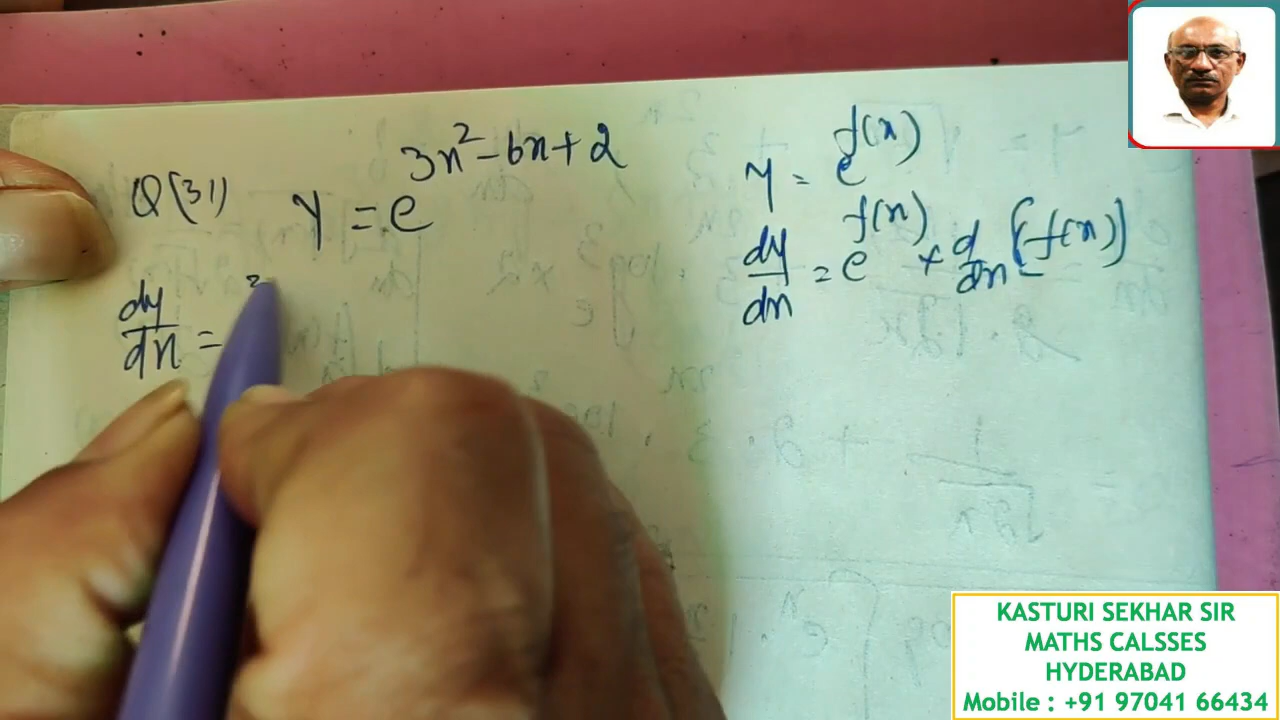 Q(31) y = e^{3x²-6x+2}
dy/dx =
y = e^{f(x)}
dy/dx = e^{f(x)} × d/dx (f(x))
KASTURI SEKHAR SIR
MATHS CALSSES
HYDERABAD
Mobile : +91 97041 66434